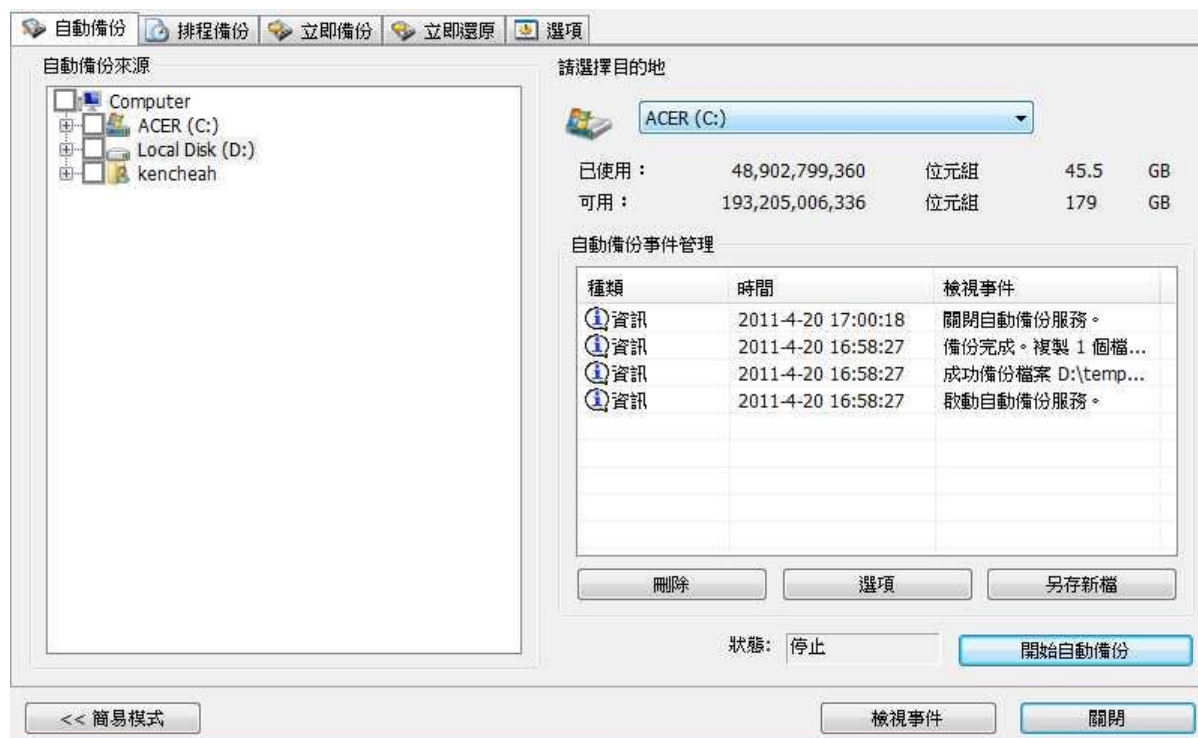 自動備份 排程備份 立即備份 立即還原 選項
自動備份來源
Computer
ACER (C:)
Local Disk (D:)
kencheah
請選擇目的地
ACER (C:)
已使用： 48,902,799,360 位元組 45.5 GB
可用： 193,205,006,336 位元組 179 GB
自動備份事件管理
種類 時間 檢視事件
資訊 2011-4-20 17:00:18 關閉自動備份服務。
資訊 2011-4-20 16:58:27 備份完成。複製 1 個檔...
資訊 2011-4-20 16:58:27 成功備份檔案 D:\temp...
資訊 2011-4-20 16:58:27 啟動自動備份服務。
刪除 選項 另存新檔
狀態: 停止 開始自動備份
<< 簡易模式 檢視事件 關閉